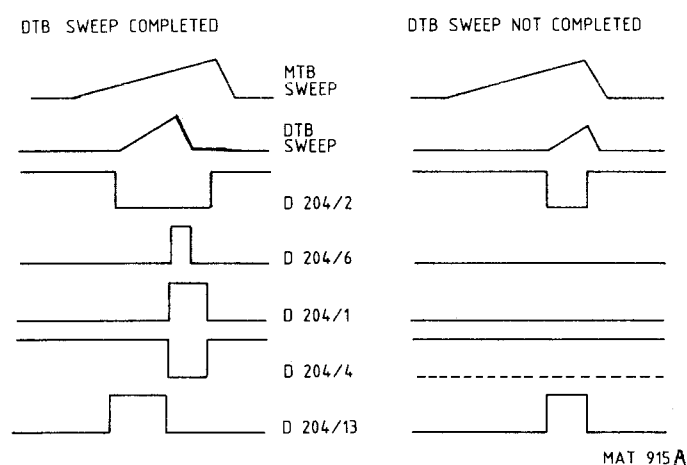 DTB SWEEP COMPLETED
DTB SWEEP NOT COMPLETED
MTB
SWEEP
DTB
SWEEP
D 204/2
D 204/6
D 204/1
D 204/4
D 204/13
MAT 915A